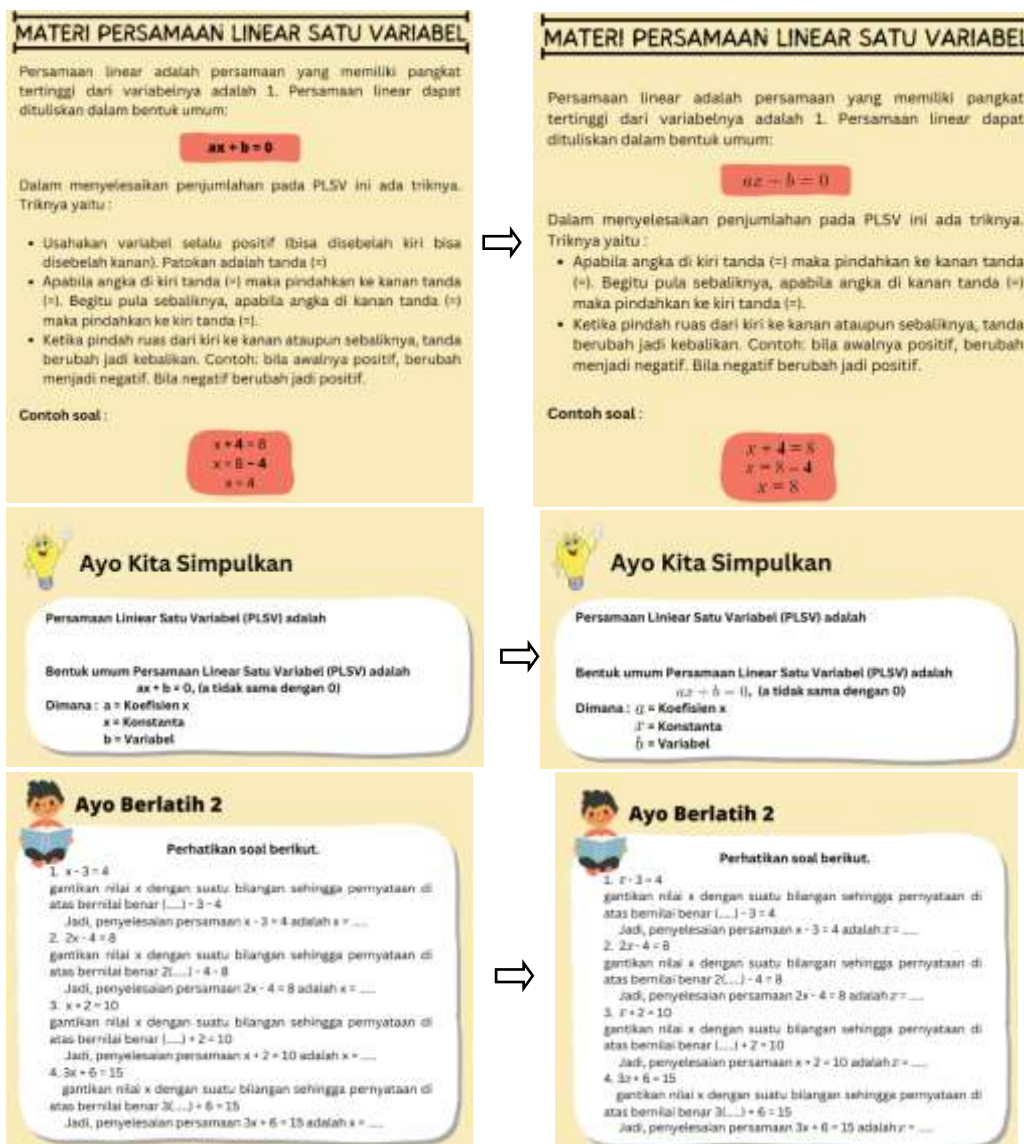 MATERI PERSAMAAN LINEAR SATU VARIABEL
Persamaan linear adalah persamaan yang memiliki pangkat
tertinggi dari variabelnya adalah 1. Persamaan linear dapat
dituliskan dalam bentuk umum:
ax + b = 0
Dalam menyelesaikan penjumlahan pada PLSV ini ada triknya.
Triknya yaitu :
• Usahakan variabel selalu positif (bisa disebelah kiri bisa
disebelah kanan). Patokan adalah tanda (=)
• Apabila angka di kiri tanda (=) maka pindahkan ke kanan tanda
(=). Begitu pula sebaliknya, apabila angka di kanan tanda (=)
maka pindahkan ke kiri tanda (=).
• Ketika pindah ruas dari kiri ke kanan ataupun sebaliknya, tanda
berubah jadi kebalikan. Contoh: bila awalnya positif, berubah
menjadi negatif. Bila negatif berubah jadi positif.
Contoh soal :
x + 4 = 8
x = 8 - 4
x = 4
MATERI PERSAMAAN LINEAR SATU VARIABEL
Persamaan linear adalah persamaan yang memiliki pangkat
tertinggi dari variabelnya adalah 1. Persamaan linear dapat
dituliskan dalam bentuk umum:
ax + b = 0
Dalam menyelesaikan penjumlahan pada PLSV ini ada triknya.
Triknya yaitu :
• Apabila angka di kiri tanda (=) maka pindahkan ke kanan tanda
(=). Begitu pula sebaliknya, apabila angka di kanan tanda (=)
maka pindahkan ke kiri tanda (=).
• Ketika pindah ruas dari kiri ke kanan ataupun sebaliknya, tanda
berubah jadi kebalikan. Contoh: bila awalnya positif, berubah
menjadi negatif. Bila negatif berubah jadi positif.
Contoh soal :
x + 4 = 8
x = 8 - 4
x = 8
Ayo Kita Simpulkan
Persamaan Liniear Satu Variabel (PLSV) adalah
Bentuk umum Persamaan Linear Satu Variabel (PLSV) adalah
ax + b = 0, (a tidak sama dengan 0)
Dimana : a = Koefisien x
x = Konstanta
b = Variabel
Ayo Kita Simpulkan
Persamaan Liniear Satu Variabel (PLSV) adalah
Bentuk umum Persamaan Linear Satu Variabel (PLSV) adalah
ax + b = 0, (a tidak sama dengan 0)
Dimana : a = Koefisien x
x = Konstanta
b = Variabel
Ayo Berlatih 2
Perhatikan soal berikut.
1. x - 3 = 4
gantikan nilai x dengan suatu bilangan sehingga pernyataan di
atas bernilai benar (.....) - 3 = 4
Jadi, penyelesaian persamaan x - 3 = 4 adalah x = .....
2. 2x - 4 = 8
gantikan nilai x dengan suatu bilangan sehingga pernyataan di
atas bernilai benar 2(.....) - 4 = 8
Jadi, penyelesaian persamaan 2x - 4 = 8 adalah x = .....
3. x + 2 = 10
gantikan nilai x dengan suatu bilangan sehingga pernyataan di
atas bernilai benar (.....) + 2 = 10
Jadi, penyelesaian persamaan x + 2 = 10 adalah x = .....
4. 3x + 6 = 15
gantikan nilai x dengan suatu bilangan sehingga pernyataan di
atas bernilai benar 3(.....) + 6 = 15
Jadi, penyelesaian persamaan 3x + 6 = 15 adalah x = .....
Ayo Berlatih 2
Perhatikan soal berikut.
1. x - 3 = 4
gantikan nilai x dengan suatu bilangan sehingga pernyataan di
atas bernilai benar (.....) - 3 = 4
Jadi, penyelesaian persamaan x - 3 = 4 adalah x = .....
2. 2x - 4 = 8
gantikan nilai x dengan suatu bilangan sehingga pernyataan di
atas bernilai benar 2(.....) - 4 = 8
Jadi, penyelesaian persamaan 2x - 4 = 8 adalah x = .....
3. x + 2 = 10
gantikan nilai x dengan suatu bilangan sehingga pernyataan di
atas bernilai benar (.....) + 2 = 10
Jadi, penyelesaian persamaan x + 2 = 10 adalah x = .....
4. 3x + 6 = 15
gantikan nilai x dengan suatu bilangan sehingga pernyataan di
atas bernilai benar 3(.....) + 6 = 15
Jadi, penyelesaian persamaan 3x + 6 = 15 adalah x = .....